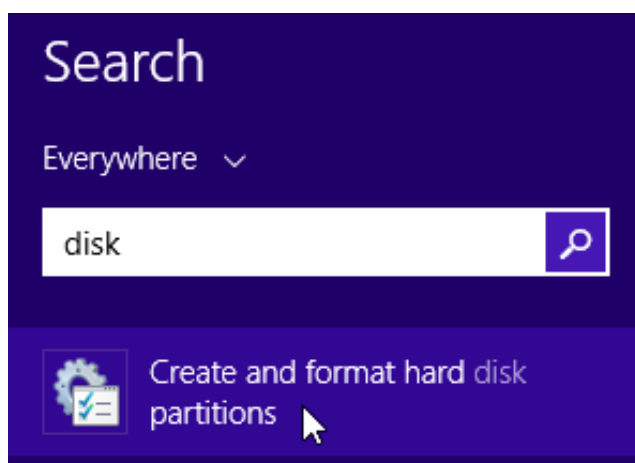 Search
Everywhere
disk
Create and format hard disk
partitions